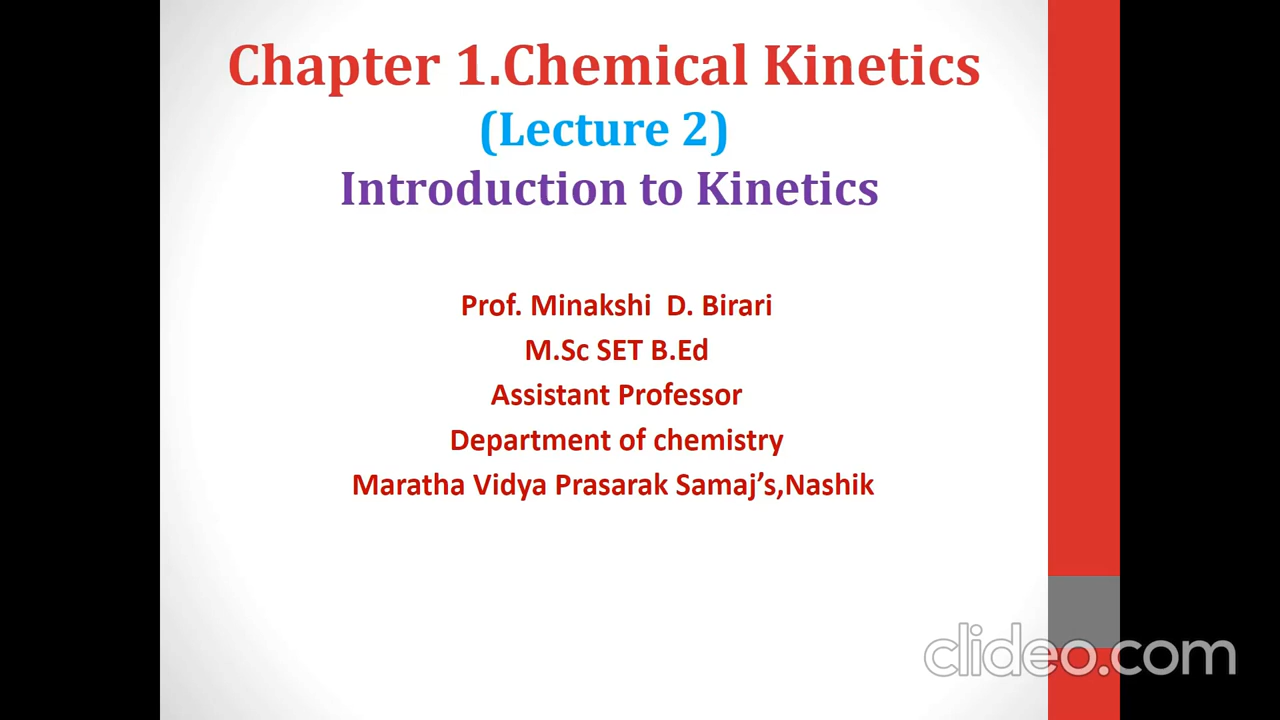 Chapter 1.Chemical Kinetics
(Lecture 2)
Introduction to Kinetics
Prof. Minakshi D. Birari
M.Sc SET B.Ed
Assistant Professor
Department of chemistry
Maratha Vidya Prasarak Samaj’s,Nashik
clideo.com